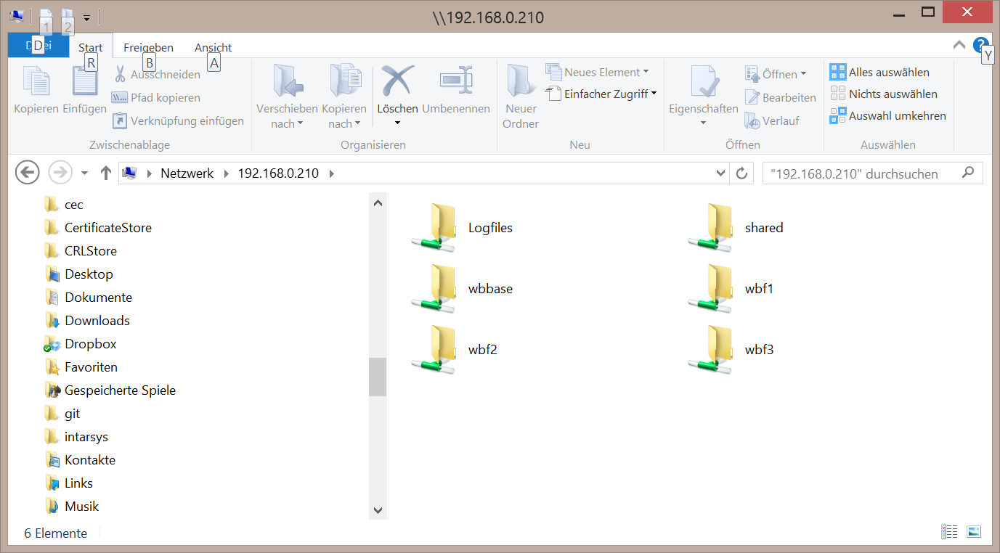 \\192.168.0.210
1 2
Datei Start Freigeben Ansicht
D R B A Y
Kopieren
Einfügen
Ausschneiden
Pfad kopieren
Verknüpfung einfügen
Zwischenablage
Verschieben
nach
Kopieren
nach
Löschen
Umbenennen
Organisieren
Neuer
Ordner
Neues Element
Einfacher Zugriff
Neu
Eigenschaften
Öffnen
Bearbeiten
Verlauf
Öffnen
Alles auswählen
Nichts auswählen
Auswahl umkehren
Auswählen
Netzwerk 192.168.0.210
"192.168.0.210" durchsuchen
cec
CertificateStore
CRLStore
Desktop
Dokumente
Downloads
Dropbox
Favoriten
Gespeicherte Spiele
git
intarsys
Kontakte
Links
Musik
Logfiles
shared
wbbase
wbf1
wbf2
wbf3
6 Elemente